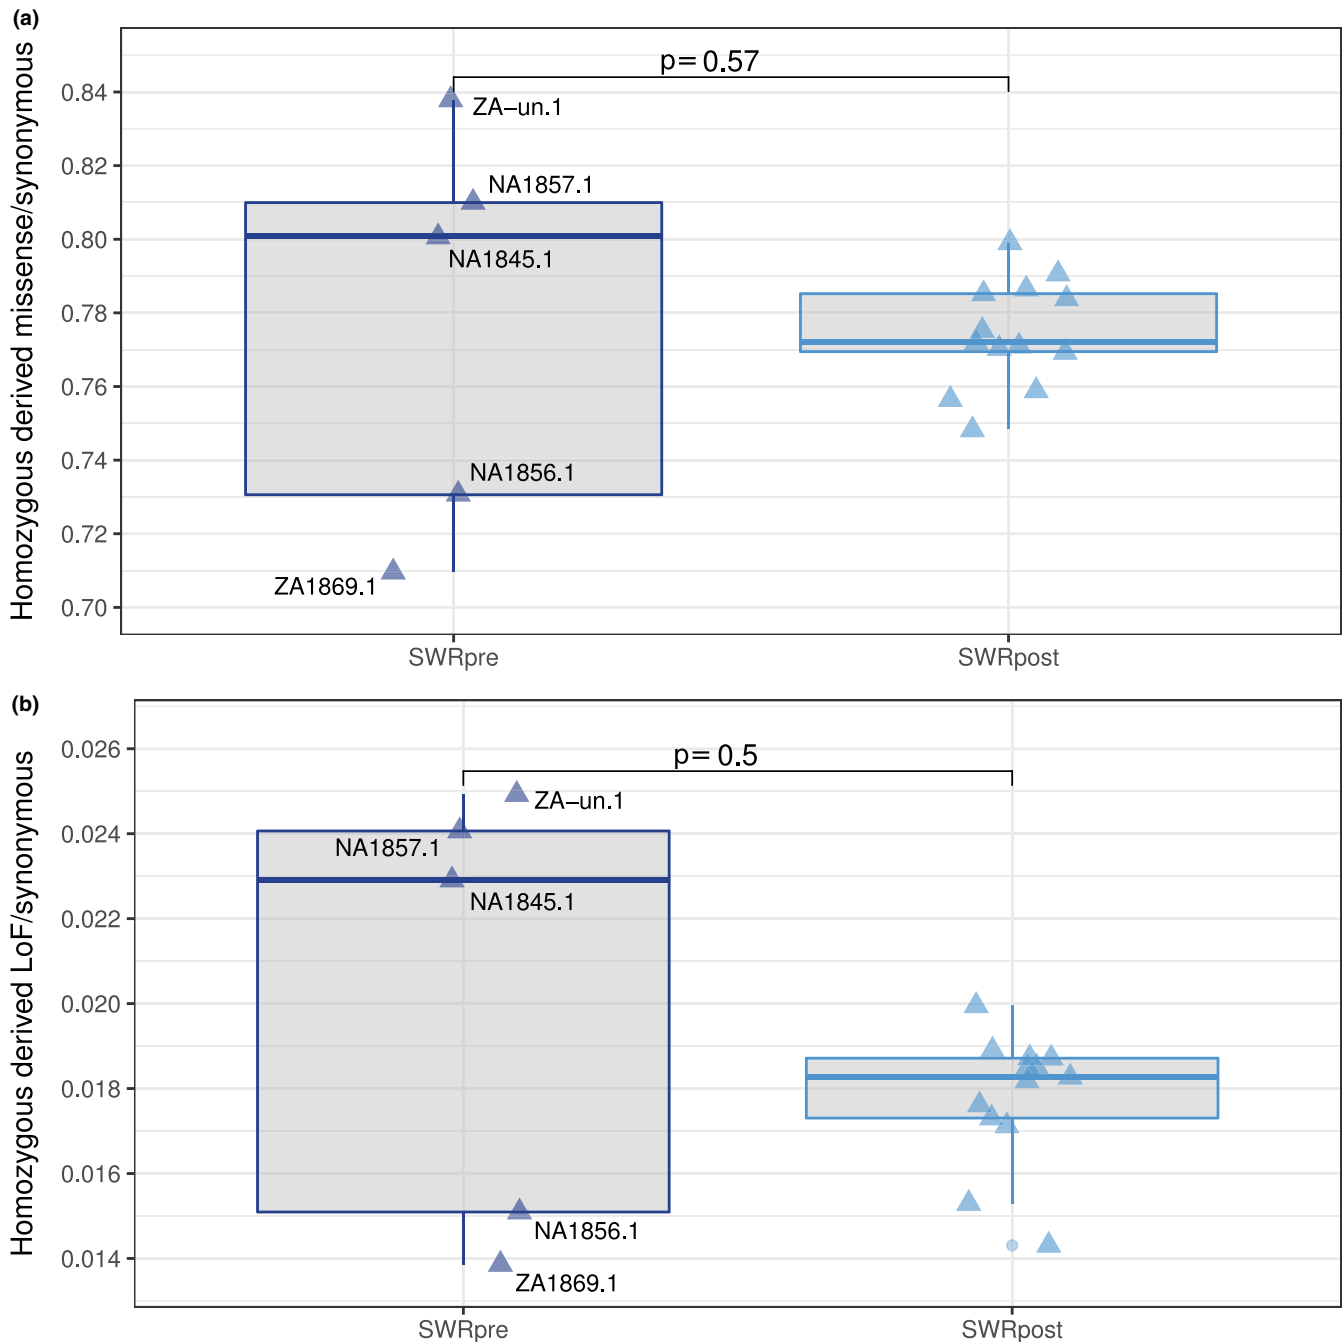 (a)
Homozygous derived missense/synonymous
0.84
0.82
0.80
0.78
0.76
0.74
0.72
0.70
p= 0.57
ZA−un.1
NA1857.1
NA1845.1
NA1856.1
ZA1869.1
SWRpre
SWRpost
(b)
Homozygous derived LoF/synonymous
0.026
0.024
0.022
0.020
0.018
0.016
0.014
p= 0.5
ZA−un.1
NA1857.1
NA1845.1
NA1856.1
ZA1869.1
SWRpre
SWRpost